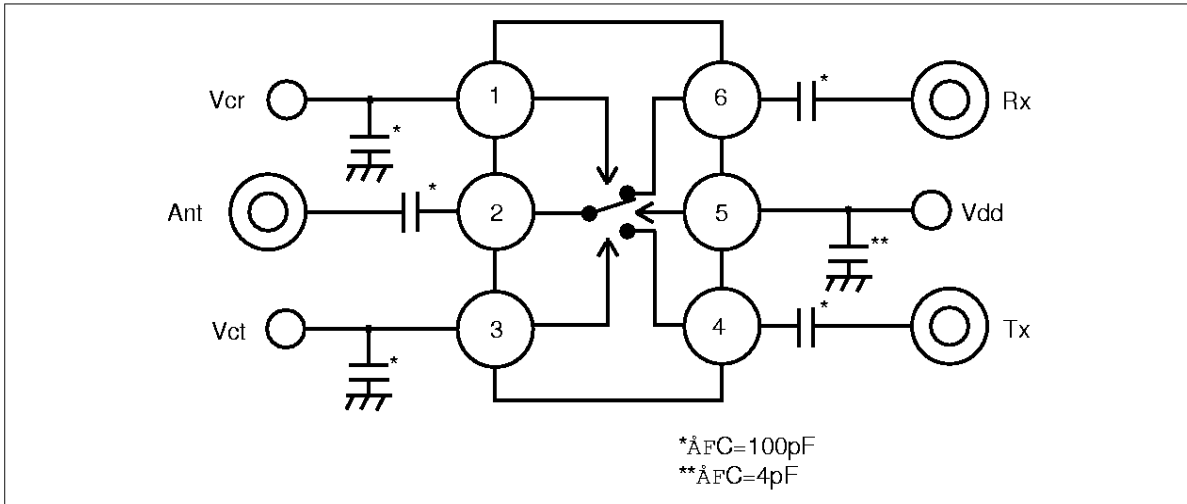 Vcr
*
1
6
*
Rx
Ant
*
2
5
Vdd
**
Vct
*
3
4
*
Tx
*ÅFC=100pF
**ÅFC=4pF